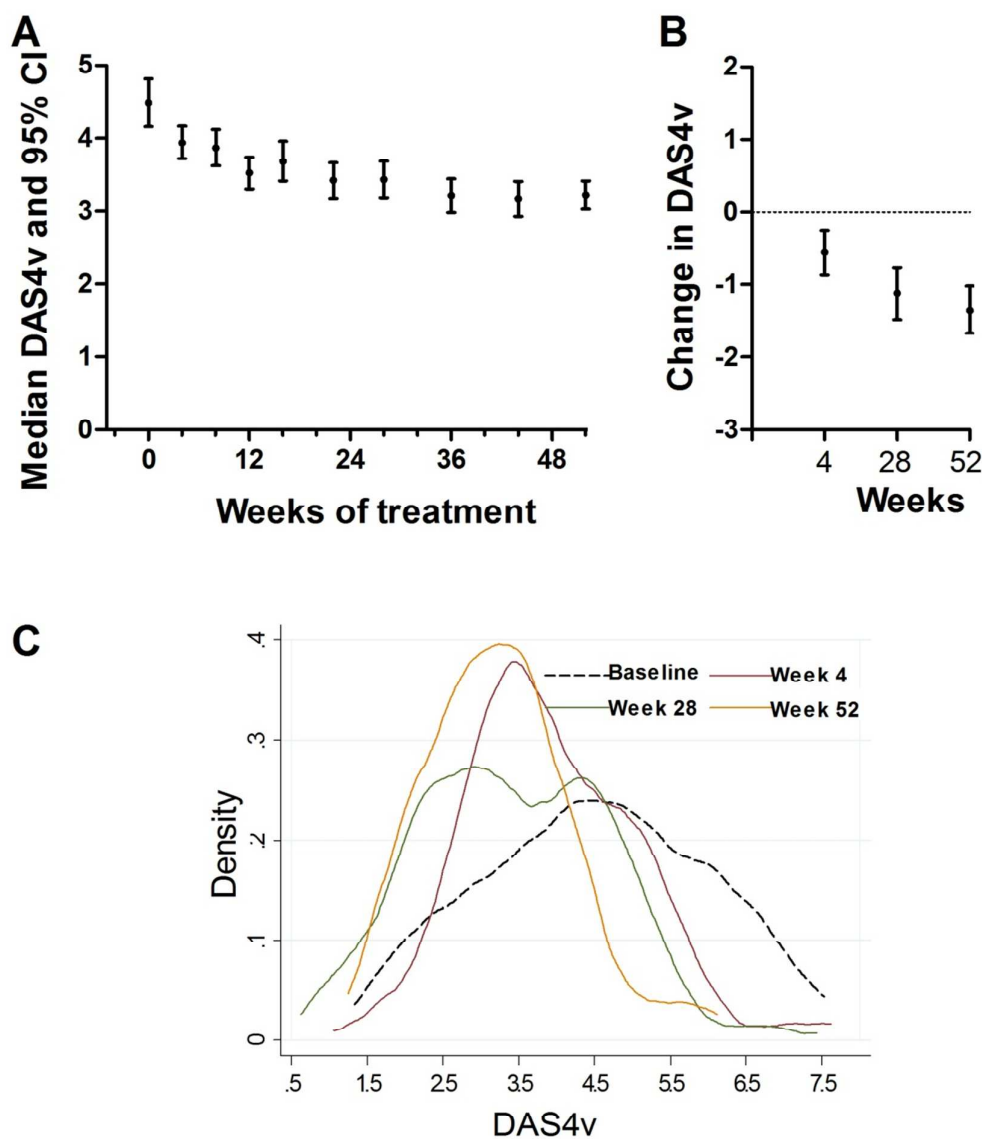 A
Median DAS4v and 95% CI
5
4
3
2
1
0
0 12 24 36 48
Weeks of treatment
B
Change in DAS4v
2
1
0
-1
-2
-3
4 28 52
Weeks
C
Density
.4
.3
.2
.1
0
Baseline Week 4
Week 28 Week 52
.5 1.5 2.5 3.5 4.5 5.5 6.5 7.5
DAS4v